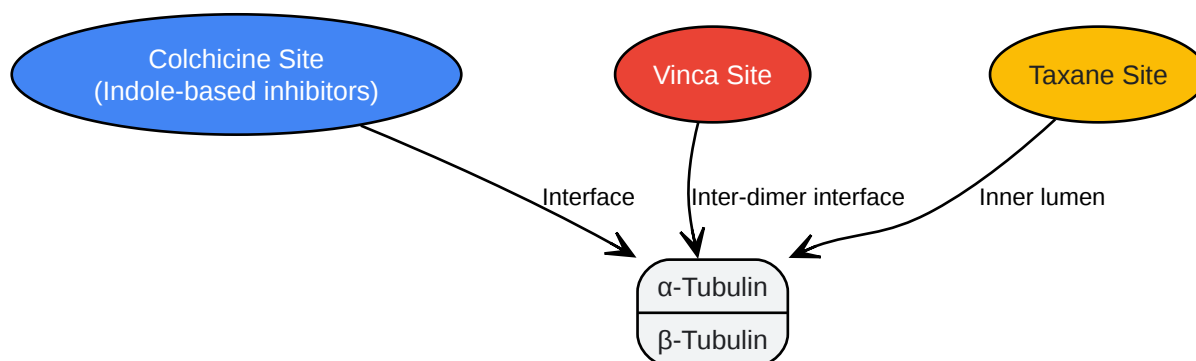 Colchicine Site
(Indole-based inhibitors)
Vinca Site
Taxane Site
Interface
Inter-dimer interface
Inner lumen
α-Tubulin
β-Tubulin